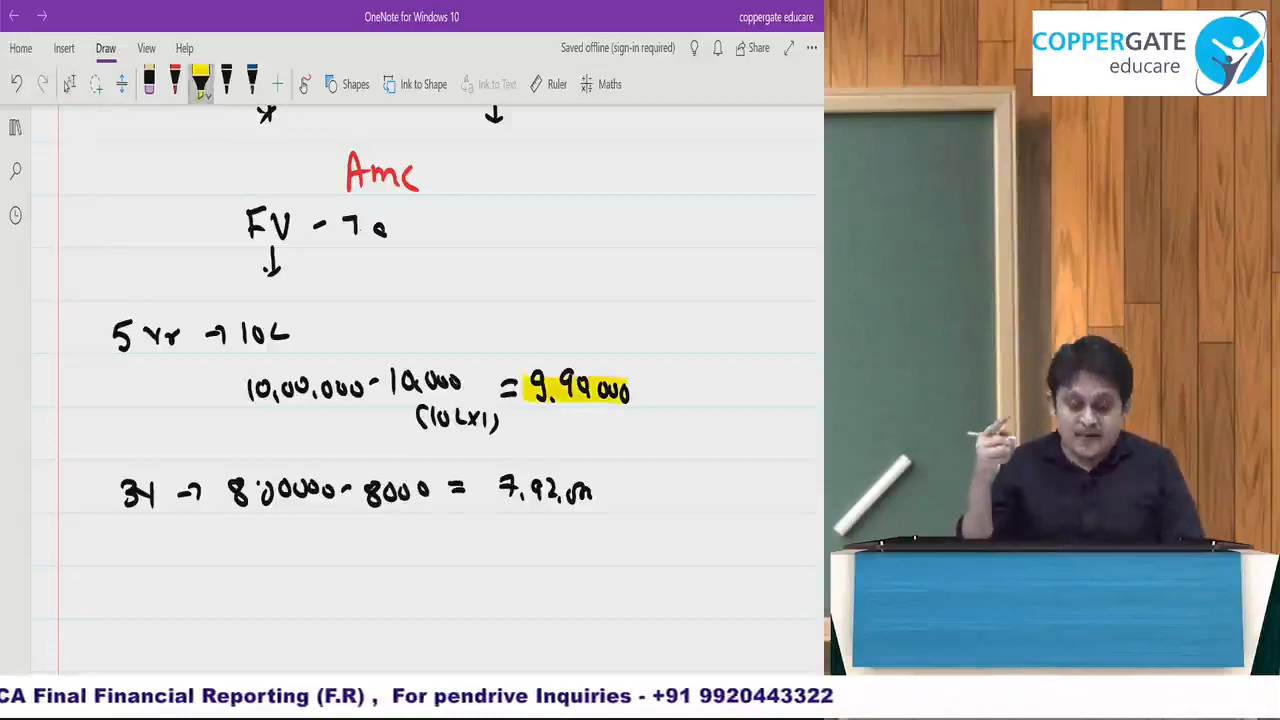 OneNote for Windows 10
coppergate educare
Home Insert Draw View Help
Saved offline (sign-in required)
Share
Shapes
Ink to Shape
Ink to Text
Ruler
Maths
COPPERGATE
educare
Amc
FV - 70
5 Yr → 10L
10,00,000 - 10,000 = 9,90,000
(10L×1)
3Y → 8,00000 - 8000 = 7,92,000
CA Final Financial Reporting (F.R) , For pendrive Inquiries - +91 9920443322